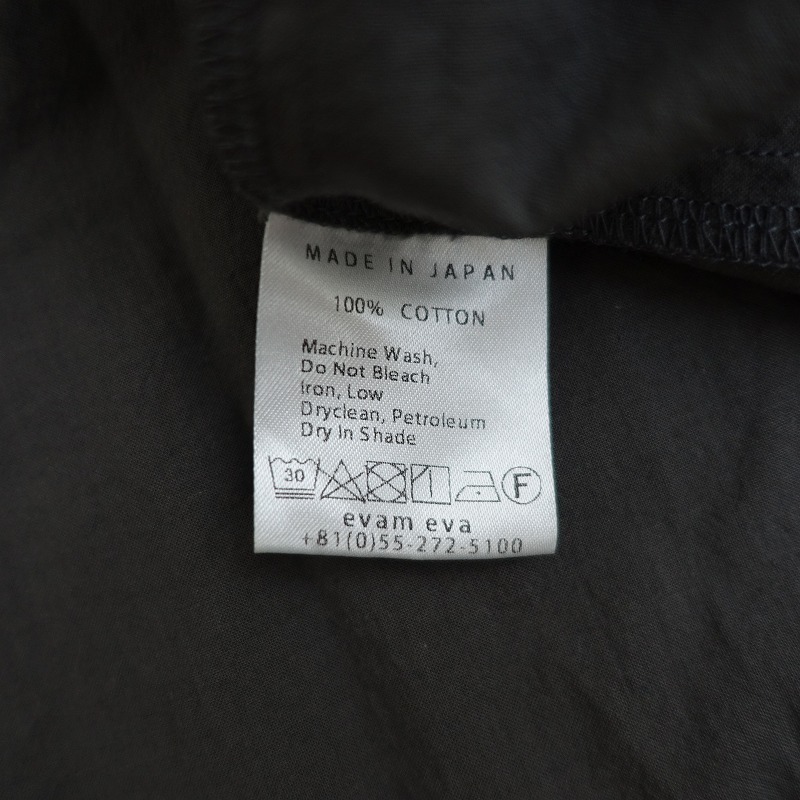 MADE IN JAPAN
100% COTTON
Machine Wash,
Do Not Bleach
Iron, Low
Dryclean, Petroleum
Dry In Shade
30 F
evam eva
+81(0)55-272-5100